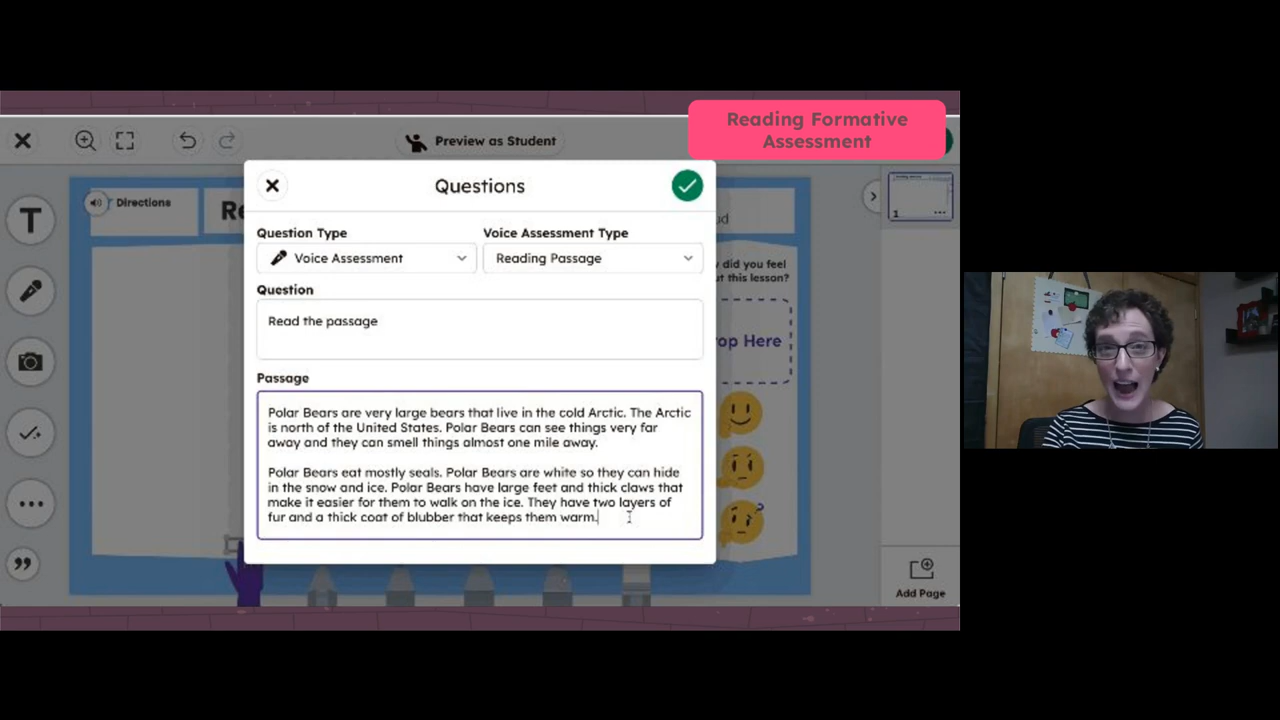 Reading Formative
Assessment
Preview as Student
Questions
Directions
Question Type
Voice Assessment Type
Voice Assessment
Reading Passage
Question
Read the passage
did you feel
this lesson?
Here
Passage
Polar Bears are very large bears that live in the cold Arctic. The Arctic
is north of the United States. Polar Bears can see things very far
away and they can smell things almost one mile away.
Polar Bears eat mostly seals. Polar Bears are white so they can hide
in the snow and ice. Polar Bears have large feet and thick claws that
make it easier for them to walk on the ice. They have two layers of
fur and a thick coat of blubber that keeps them warm.
1
Add Page